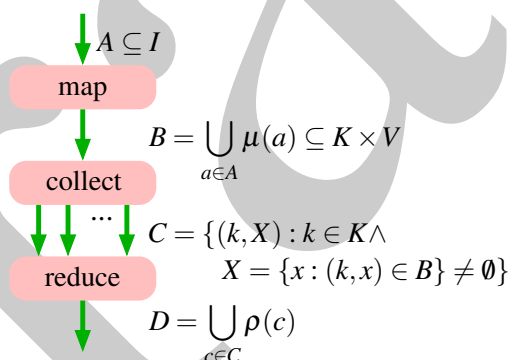 A ⊆ I
map
B = ⋃ μ(a) ⊆ K × V
a∈A
collect
...
C = {(k,X) : k ∈ K∧
X = {x : (k,x) ∈ B} ≠ ∅}
reduce
D = ⋃ ρ(c)
c∈C